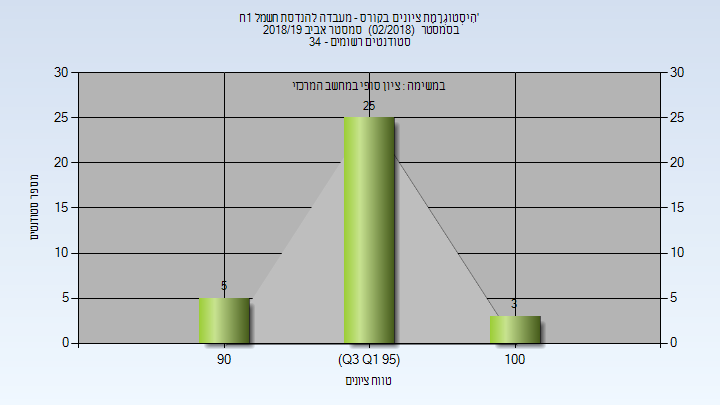 'הִיסְטוֹגְרָמַת ציונים בקורס - מעבדה להנדסת חשמל 1ח
בסמסטר (02/2018) סמסטר אביב 2018/19
סטודנטים רשומים - 34
במשימה : ציון סופי במחשב המרכזי
30 30
25 25
20 20
15 15
10 10
5 5
0 0
25
5
3
מספר סטודנטים
90 (Q3 Q1 95) 100
טווח ציונים